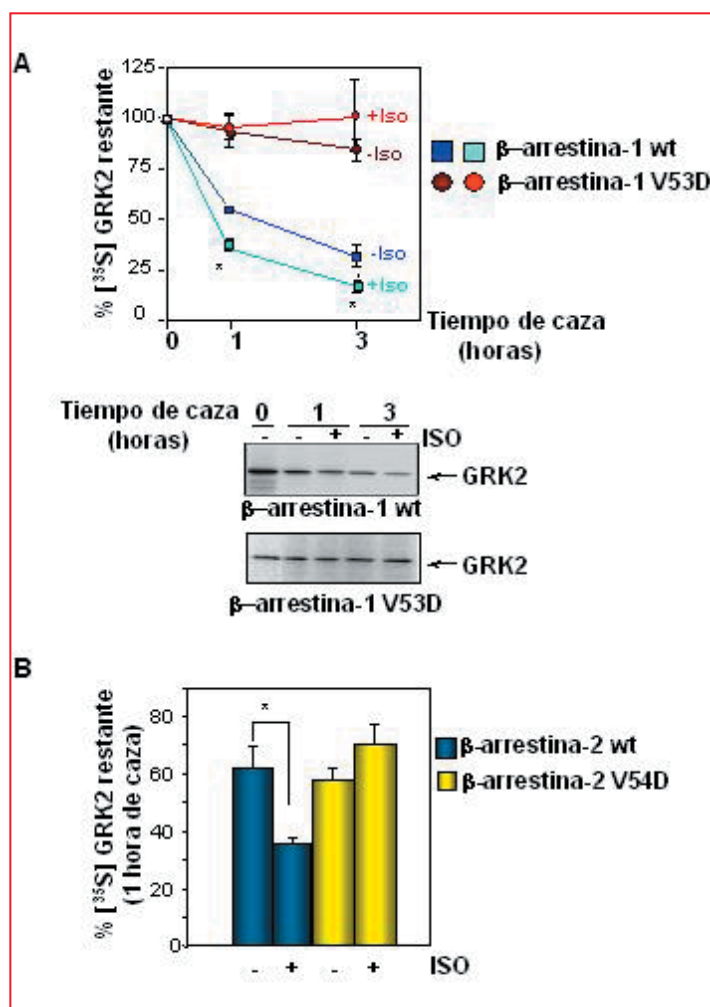 A
% [³⁵S] GRK2 restante
125
100
75
50
25
0
+Iso
-Iso
-Iso
+Iso
*
*
0
1
3
Tiempo de caza
(horas)
β–arrestina-1 wt
β–arrestina-1 V53D
Tiempo de caza
(horas)
0 1 3
- - + - + ISO
GRK2
β–arrestina-1 wt
GRK2
β–arrestina-1 V53D
B
% [³⁵S] GRK2 restante
(1 hora de caza)
80
60
40
20
0
*
- + - + ISO
β-arrestina-2 wt
β-arrestina-2 V54D